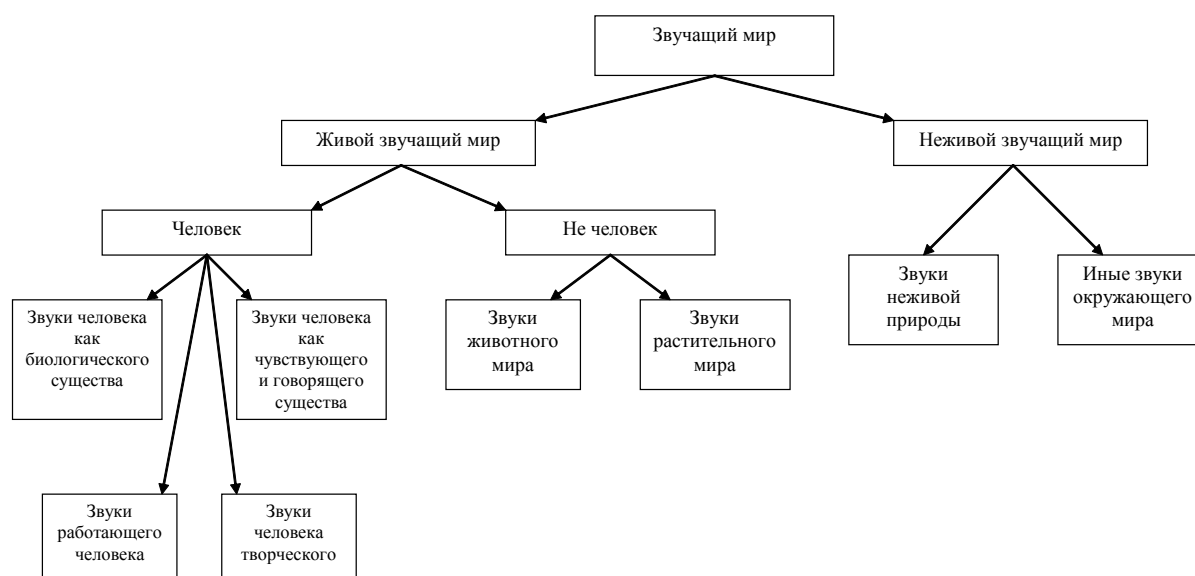 Звучащий мир
Живой звучащий мир
Неживой звучащий мир
Человек
Не человек
Звуки
неживой
природы
Иные звуки
окружающего
мира
Звуки человека
как
биологического
существа
Звуки человека
как
чувствующего
и говорящего
существа
Звуки
животного
мира
Звуки
растительного
мира
Звуки
работающего
человека
Звуки
человека
творческого